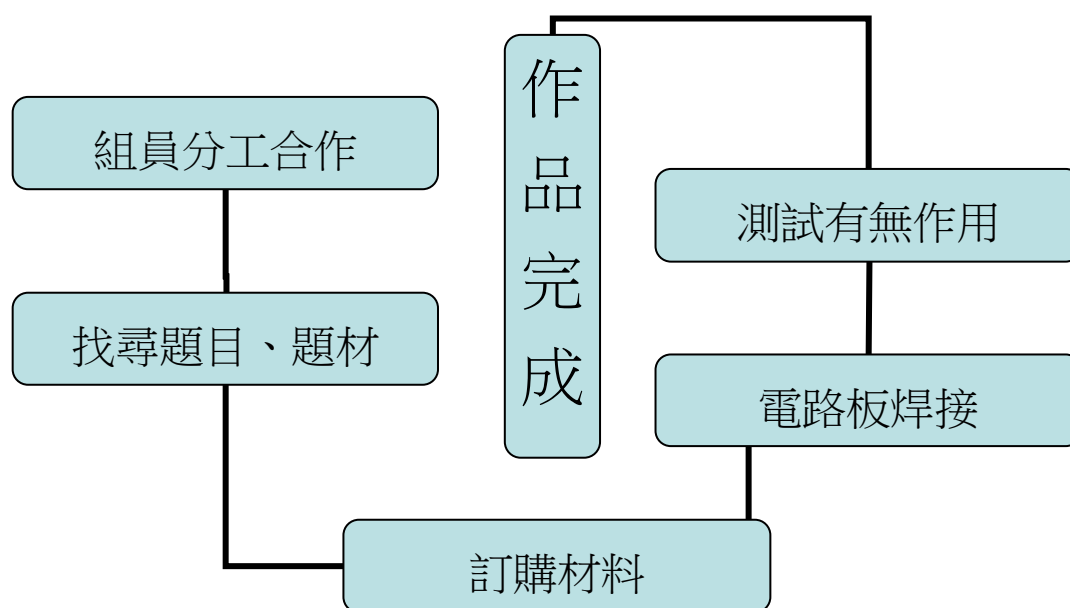 組員分工合作
找尋題目、題材
訂購材料
電路板焊接
測試有無作用
作品完成